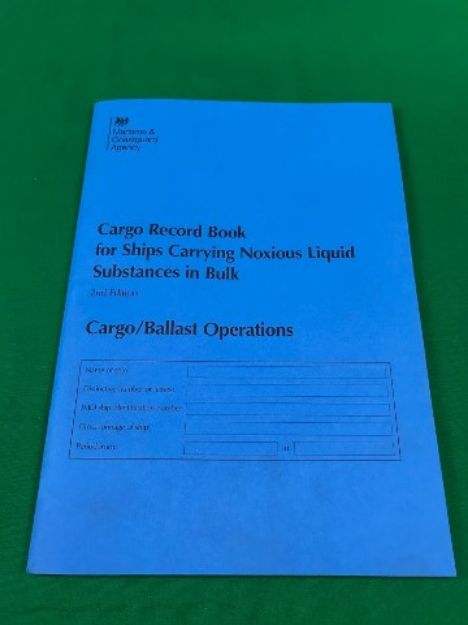 Maritime &
Coastguard
Agency
Cargo Record Book
for Ships Carrying Noxious Liquid
Substances in Bulk
2nd Edition
Cargo/Ballast Operations
Name of ship:
Distinctive number or letters:
IMO ship identification number:
Gross tonnage of ship:
Period from:
to: